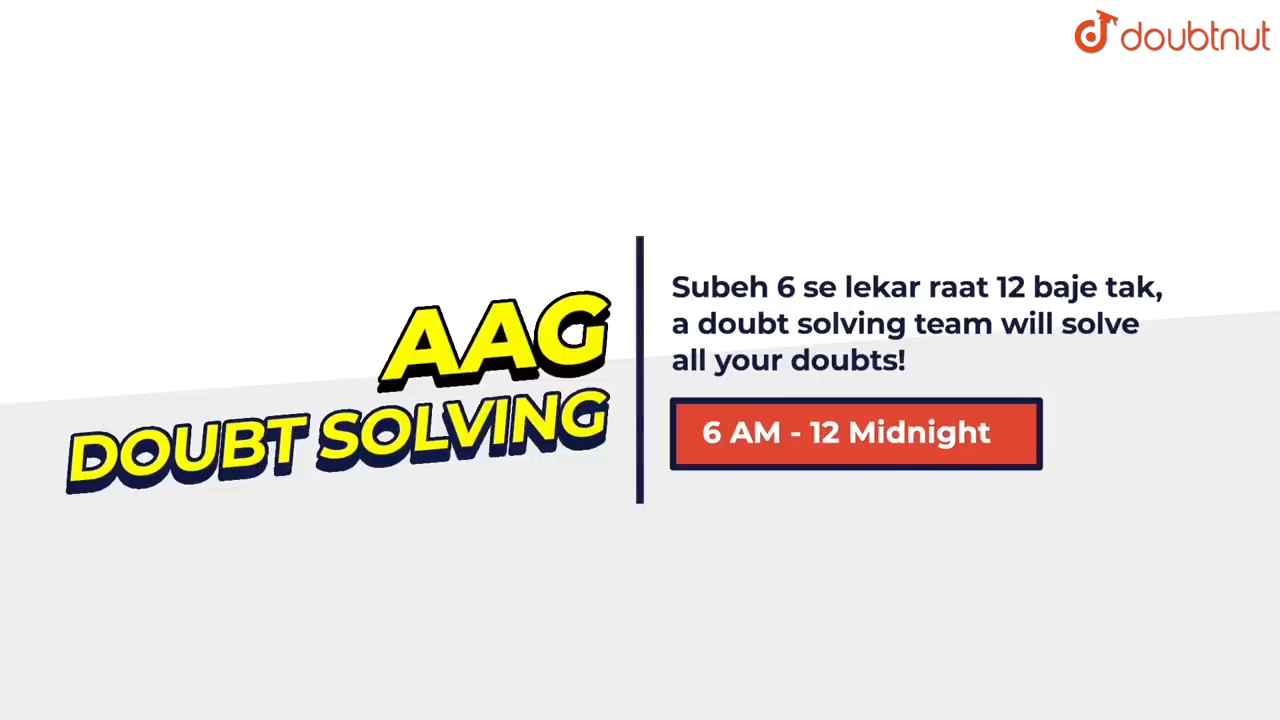 doubtnut
AAG
DOUBT SOLVING
Subeh 6 se lekar raat 12 baje tak,
a doubt solving team will solve
all your doubts!
6 AM - 12 Midnight